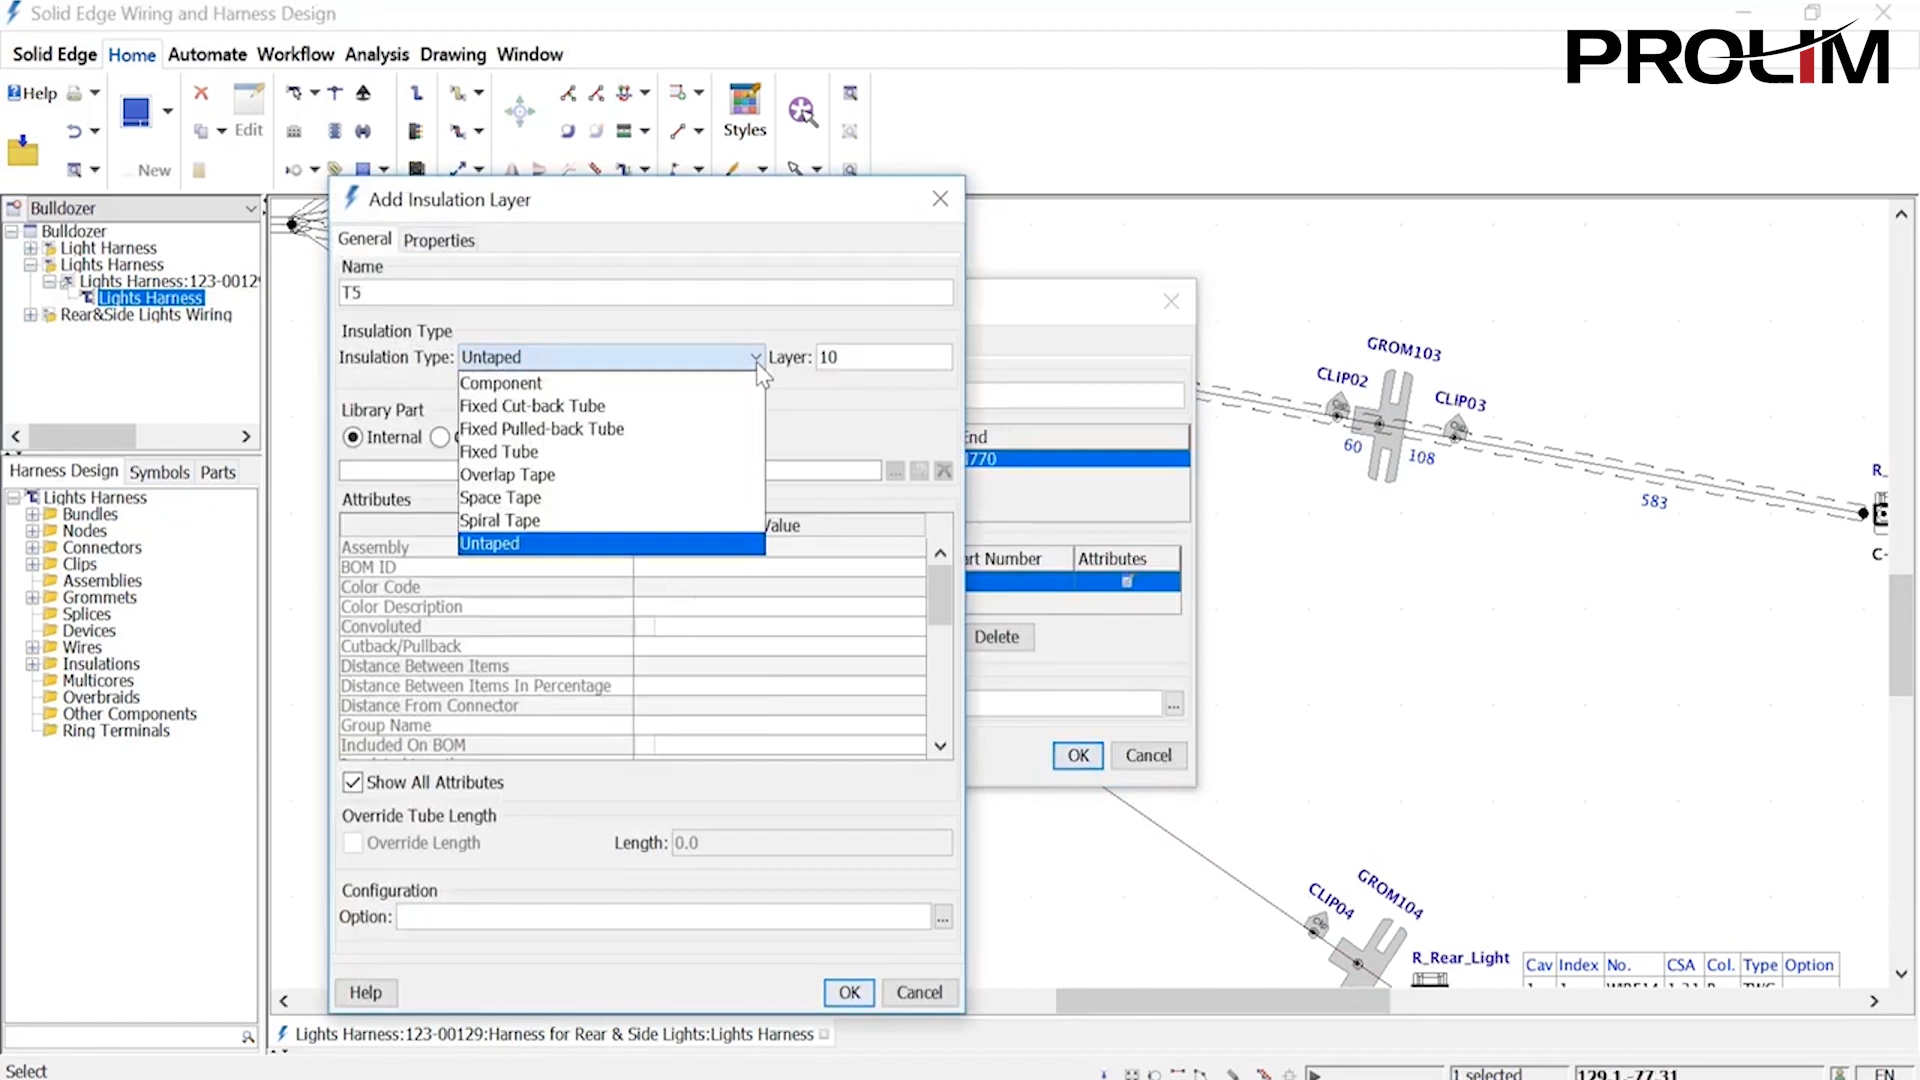 Solid Edge Wiring and Harness Design
PROLIM
Solid Edge Home Automate Workflow Analysis Drawing Window
Help
Edit
Styles
New
Bulldozer
Bulldozer
Light Harness
Lights Harness
Lights Harness:123-0012
Lights Harness
Rear&Side Lights Wiring
Harness Design Symbols Parts
Lights Harness
Bundles
Nodes
Connectors
Clips
Assemblies
Grommets
Splices
Devices
Wires
Insulations
Multicores
Overbraids
Other Components
Ring Terminals
Select
Add Insulation Layer
General Properties
Name
T5
Insulation Type
Insulation Type: Untaped Layer: 10
Component
Fixed Cut-back Tube
Fixed Pulled-back Tube
Fixed Tube
Overlap Tape
Space Tape
Spiral Tape
Untaped
Library Part
Internal
...
Attributes
Value
Assembly
BOM ID
Color Code
Color Description
Convoluted
Cutback/Pullback
Distance Between Items
Distance Between Items In Percentage
Distance From Connector
Group Name
Included On BOM
Show All Attributes
Override Tube Length
Override Length Length: 0.0
Configuration
Option: ...
Help OK Cancel
End
1770
art Number Attributes
Delete
...
OK Cancel
GROM103
CLIP02
CLIP03
60
108
583
R_
C-
GROM104
CLIP04
R_Rear_Light
Cav Index No. CSA Col. Type Option
Lights Harness:123-00129:Harness for Rear & Side Lights:Lights Harness
1 selected 129.1,-77.31 EN